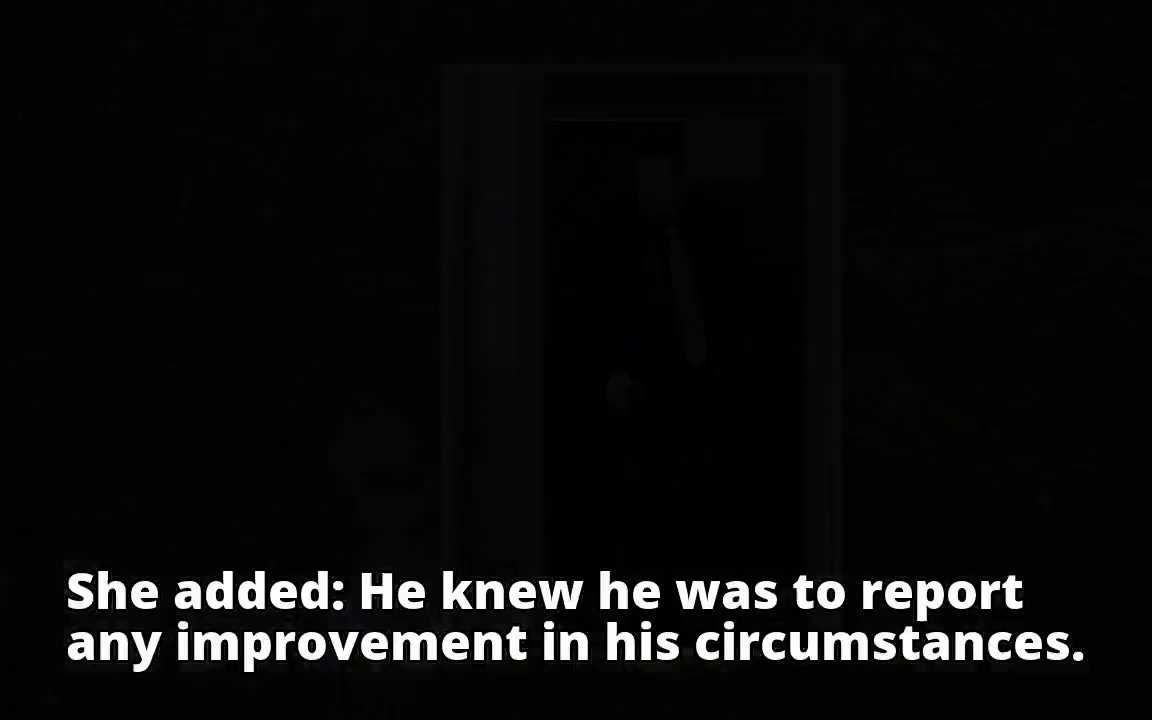 She added: He knew he was to report
any improvement in his circumstances.